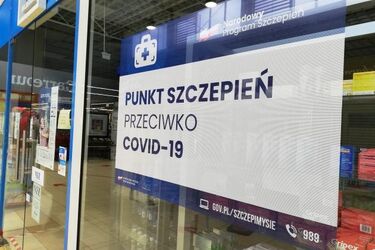 Narodowy
Program Szczepień
PUNKT SZCZEPIEŃ
PRZECIWKO
COVID-19
GOV.PL/SZCZEPIMYSIE
989